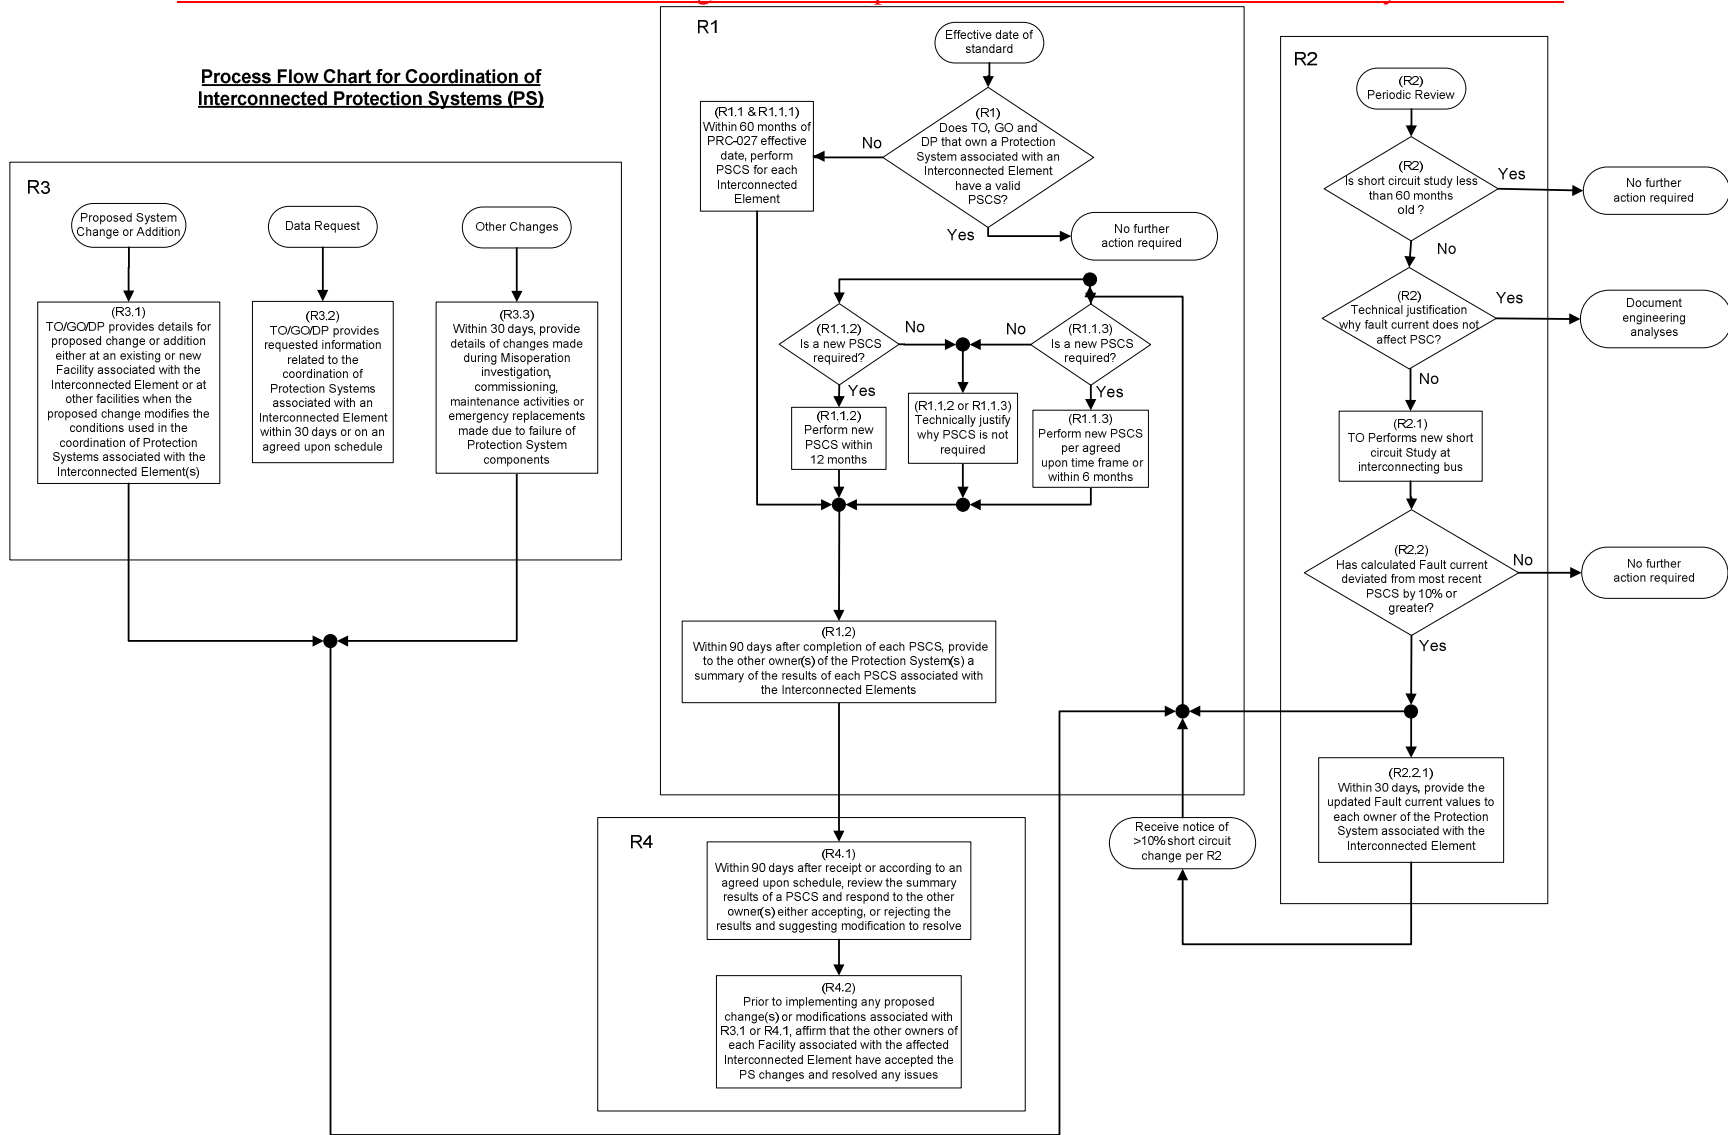 Process Flow Chart for Coordination of
Interconnected Protection Systems (PS)
R3
Proposed System
Change or Addition
Data Request
Other Changes
(R3.1)
TO/GO/DP provides details for
proposed change or addition
either at an existing or new
Facility associated with the
Interconnected Element or at
other facilities when the
proposed change modifies the
conditions used in the
coordination of Protection
Systems associated with the
Interconnected Element(s)
(R3.2)
TO/GO/DP provides
requested information
related to the
coordination of
Protection Systems
associated with an
Interconnected Element
within 30 days or on an
agreed upon schedule
(R3.3)
Within 30 days, provide
details of changes made
during Misoperation
investigation,
commissioning,
maintenance activities or
emergency replacements
made due to failure of
Protection System
components
R1
Effective date of
standard
(R1)
Does TO, GO and
DP that own a Protection
System associated with an
Interconnected Element
have a valid
PSCS?
No
(R1.1 & R1.1.1)
Within 60 months of
PRC-027 effective
date, perform
PSCS for each
Interconnected
Element
Yes
No further
action required
(R1.1.2)
Is a new PSCS
required?
No
No
(R1.1.3)
Is a new PSCS
required?
Yes
Yes
(R1.1.2)
Perform new
PSCS within
12 months
(R1.1.2 or R1.1.3)
Technically justify
why PSCS is not
required
(R1.1.3)
Perform new PSCS
per agreed
upon time frame or
within 6 months
(R1.2)
Within 90 days after completion of each PSCS, provide
to the other owner(s) of the Protection System(s) a
summary of the results of each PSCS associated with
the Interconnected Elements
R4
(R4.1)
Within 90 days after receipt or according to an
agreed upon schedule, review the summary
results of a PSCS and respond to the other
owner(s) either accepting, or rejecting the
results and suggesting modification to resolve
(R4.2)
Prior to implementing any proposed
change(s) or modifications associated with
R3.1 or R4.1, affirm that the other owners of
each Facility associated with the affected
Interconnected Element have accepted the
PS changes and resolved any issues
Receive notice of
>10% short circuit
change per R2
R2
(R2)
Periodic Review
(R2)
Is short circuit study less
than 60 months
old ?
Yes
No further
action required
No
(R2)
Technical justification
why fault current does not
affect PSC?
Yes
Document
engineering
analyses
No
(R2.1)
TO Performs new short
circuit Study at
interconnecting bus
(R2.2)
Has calculated Fault current
deviated from most recent
PSCS by 10% or
greater?
No
No further
action required
Yes
(R2.2.1)
Within 30 days, provide the
updated Fault current values to
each owner of the Protection
System associated with the
Interconnected Element